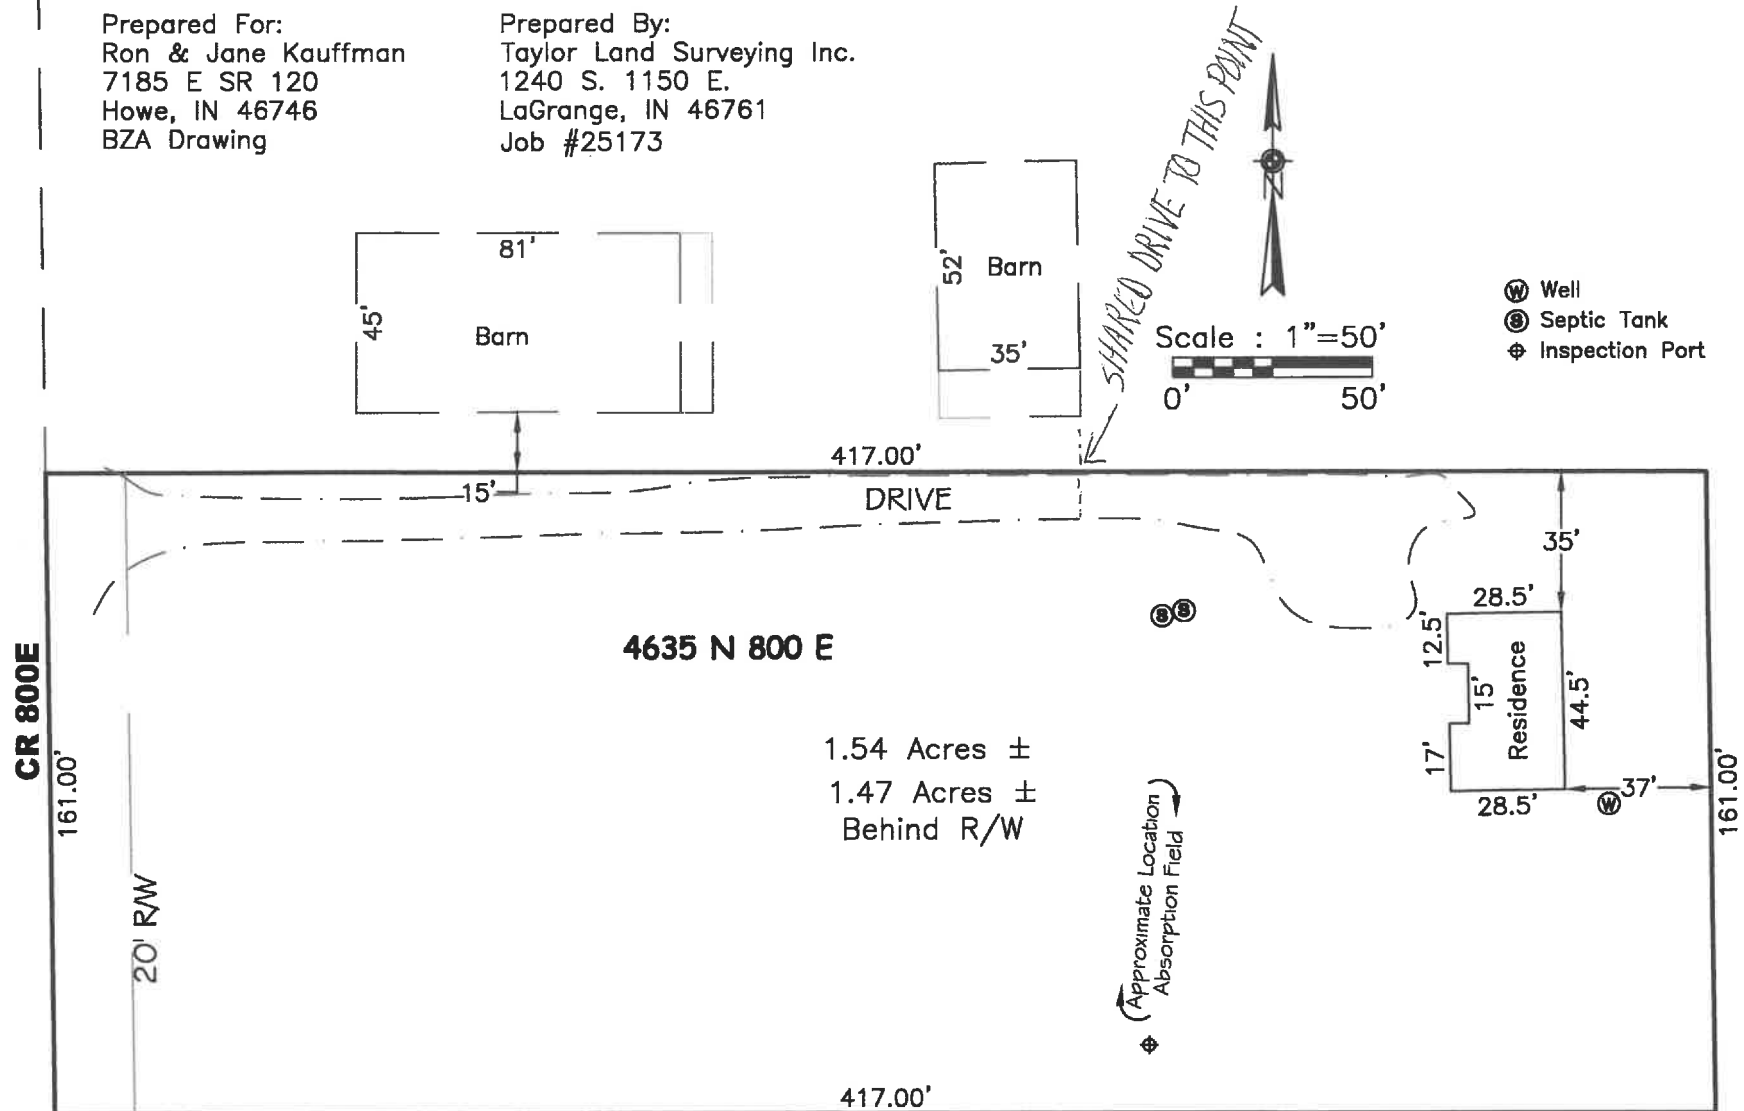 Prepared For:
Ron & Jane Kauffman
7185 E SR 120
Howe, IN 46746
BZA Drawing
Prepared By:
Taylor Land Surveying Inc.
1240 S. 1150 E.
LaGrange, IN 46761
Job #25173
SHARED DRIVE TO THIS POINT
N
81'
45'
Barn
52'
Barn
35'
Scale : 1"=50'
0' 50'
W Well
S Septic Tank
Inspection Port
417.00'
15'
DRIVE
35'
S S
28.5'
12.5'
15'
17'
Residence
44.5'
28.5'
37'
W
4635 N 800 E
CR 800E
161.00'
161.00'
1.54 Acres ±
1.47 Acres ±
Behind R/W
20' R/W
Approximate Location
Absorption Field
417.00'